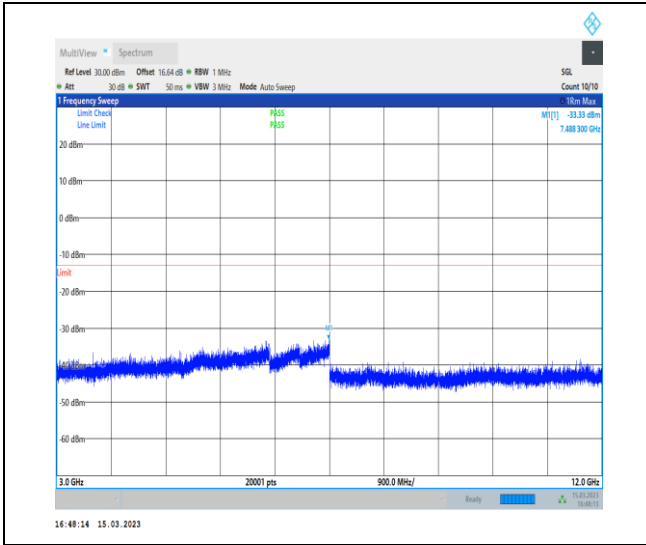 MultiView Spectrum
Ref Level 30.00 dBm Offset 16.64 dB RBW 1 MHz SGL
Att 30 dB SWT 50 ms VBW 3 MHz Mode Auto Sweep Count 10/10
1 Frequency Sweep 1Rm Max
Limit Check PASS M1[1] -33.33 dBm
Line Limit PASS 7.488 300 GHz
20 dBm
10 dBm
0 dBm
-10 dBm
Limit
-20 dBm
-30 dBm
M1
-40 dBm
-50 dBm
-60 dBm
3.0 GHz 20001 pts 900.0 MHz/ 12.0 GHz
Ready 15.03.2023
16:48:13
16:48:14 15.03.2023